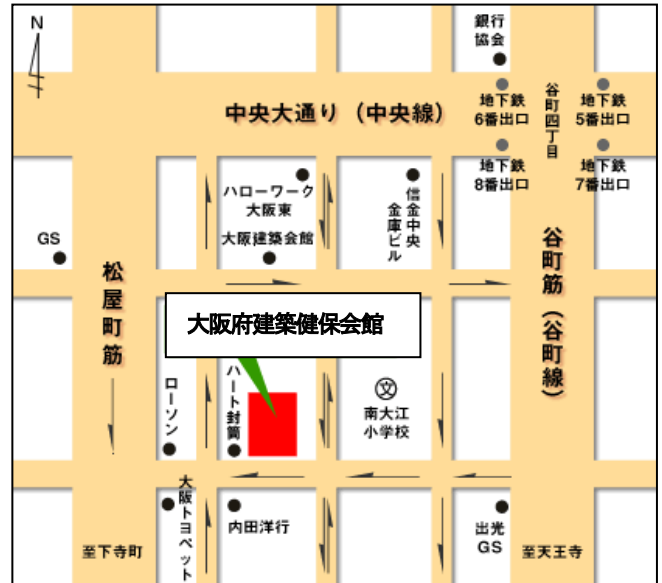 N
銀行
協会
中央大通り（中央線）
地下鉄
6番出口
谷町四丁目
地下鉄
5番出口
地下鉄
8番出口
地下鉄
7番出口
ハローワーク
大阪東
大阪建築会館
信金中央
金庫ビル
GS
松屋町筋
谷町筋（谷町線）
大阪府建築健保会館
ローソン
ハート封筒
文
南大江
小学校
大阪トヨペット
内田洋行
出光
GS
至下寺町
至天王寺